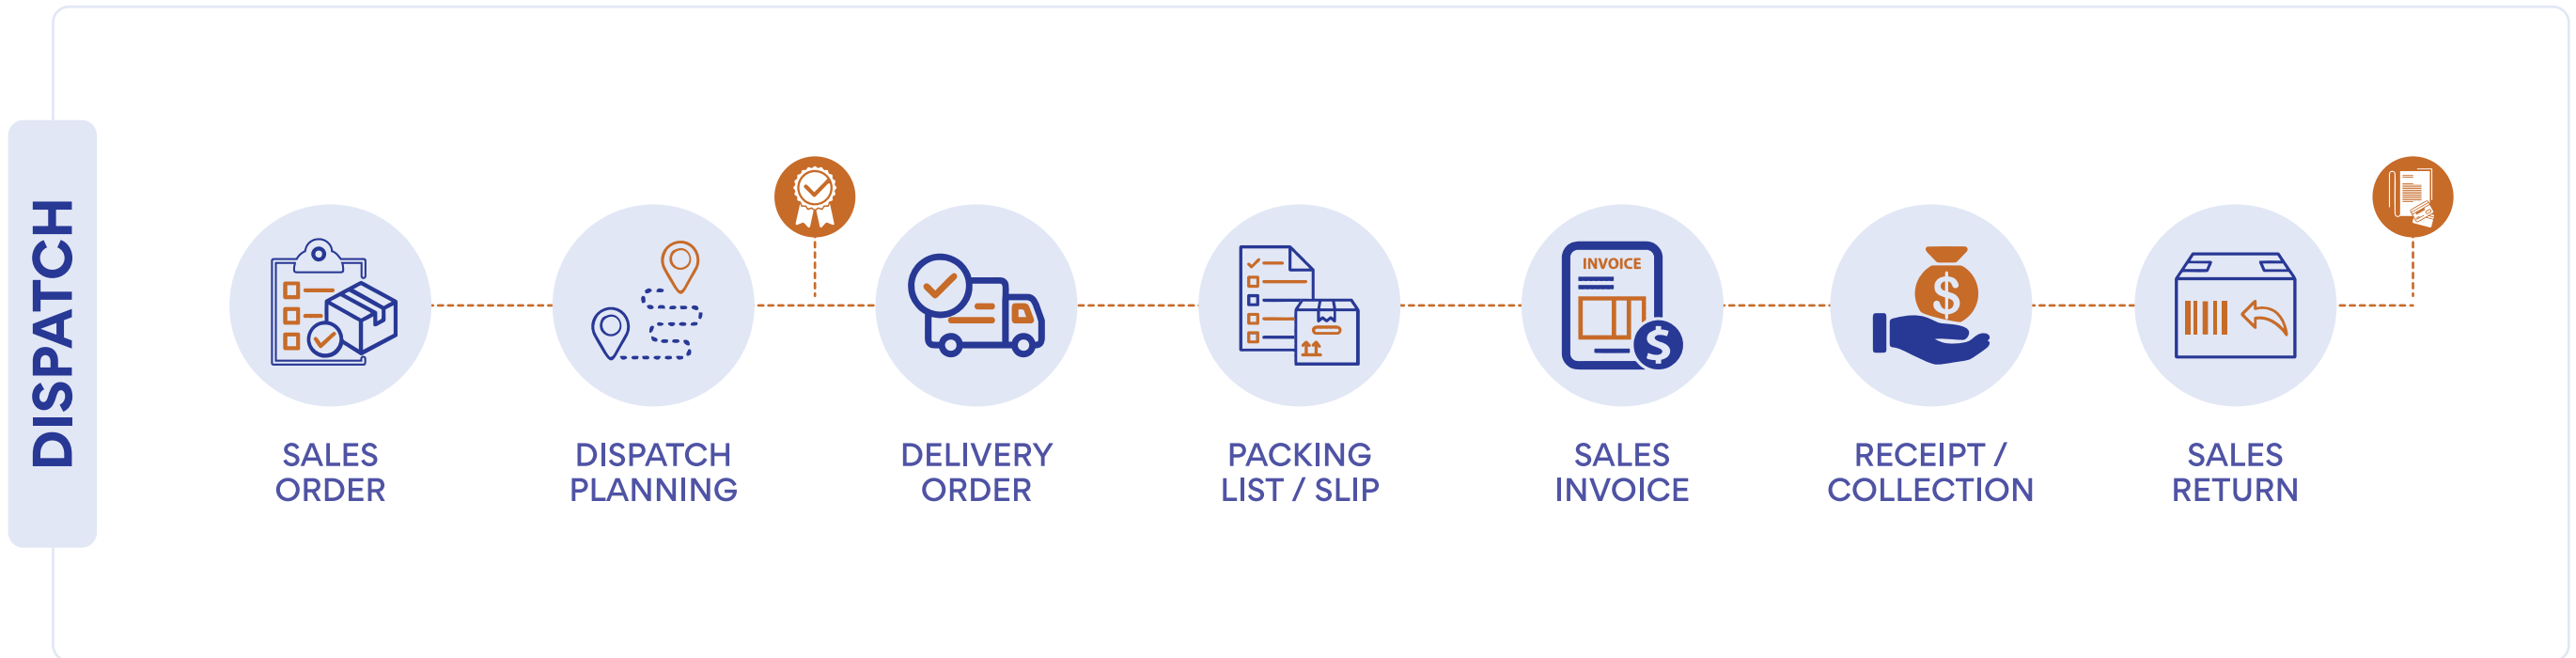 DISPATCH
INVOICE
$
$
SALES
ORDER
DISPATCH
PLANNING
DELIVERY
ORDER
PACKING
LIST / SLIP
SALES
INVOICE
RECEIPT /
COLLECTION
SALES
RETURN